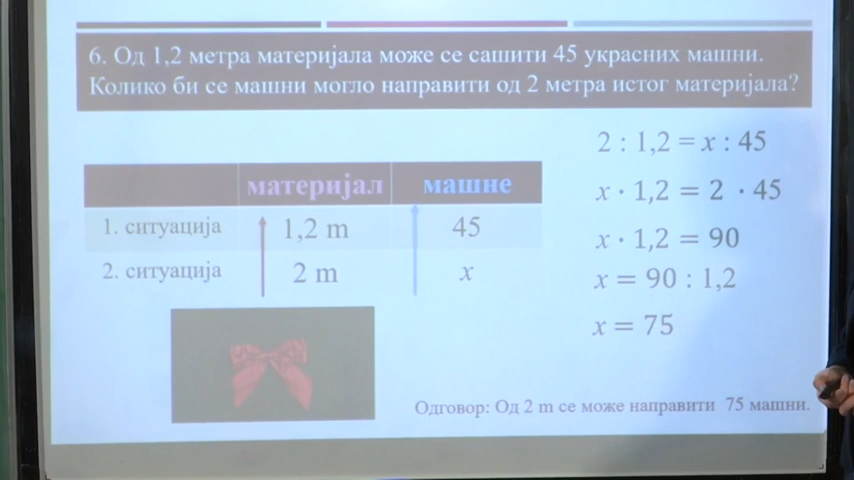 6. Од 1,2 метра материјала може се сашити 45 украсних машни.
Колико би се машни могло направити од 2 метра истог материјала?
материјал машне
1. ситуација 1,2 m 45
2. ситуација 2 m x
2 : 1,2 = x : 45
x · 1,2 = 2 · 45
x · 1,2 = 90
x = 90 : 1,2
x = 75
Одговор: Од 2 m се може направити 75 машни.